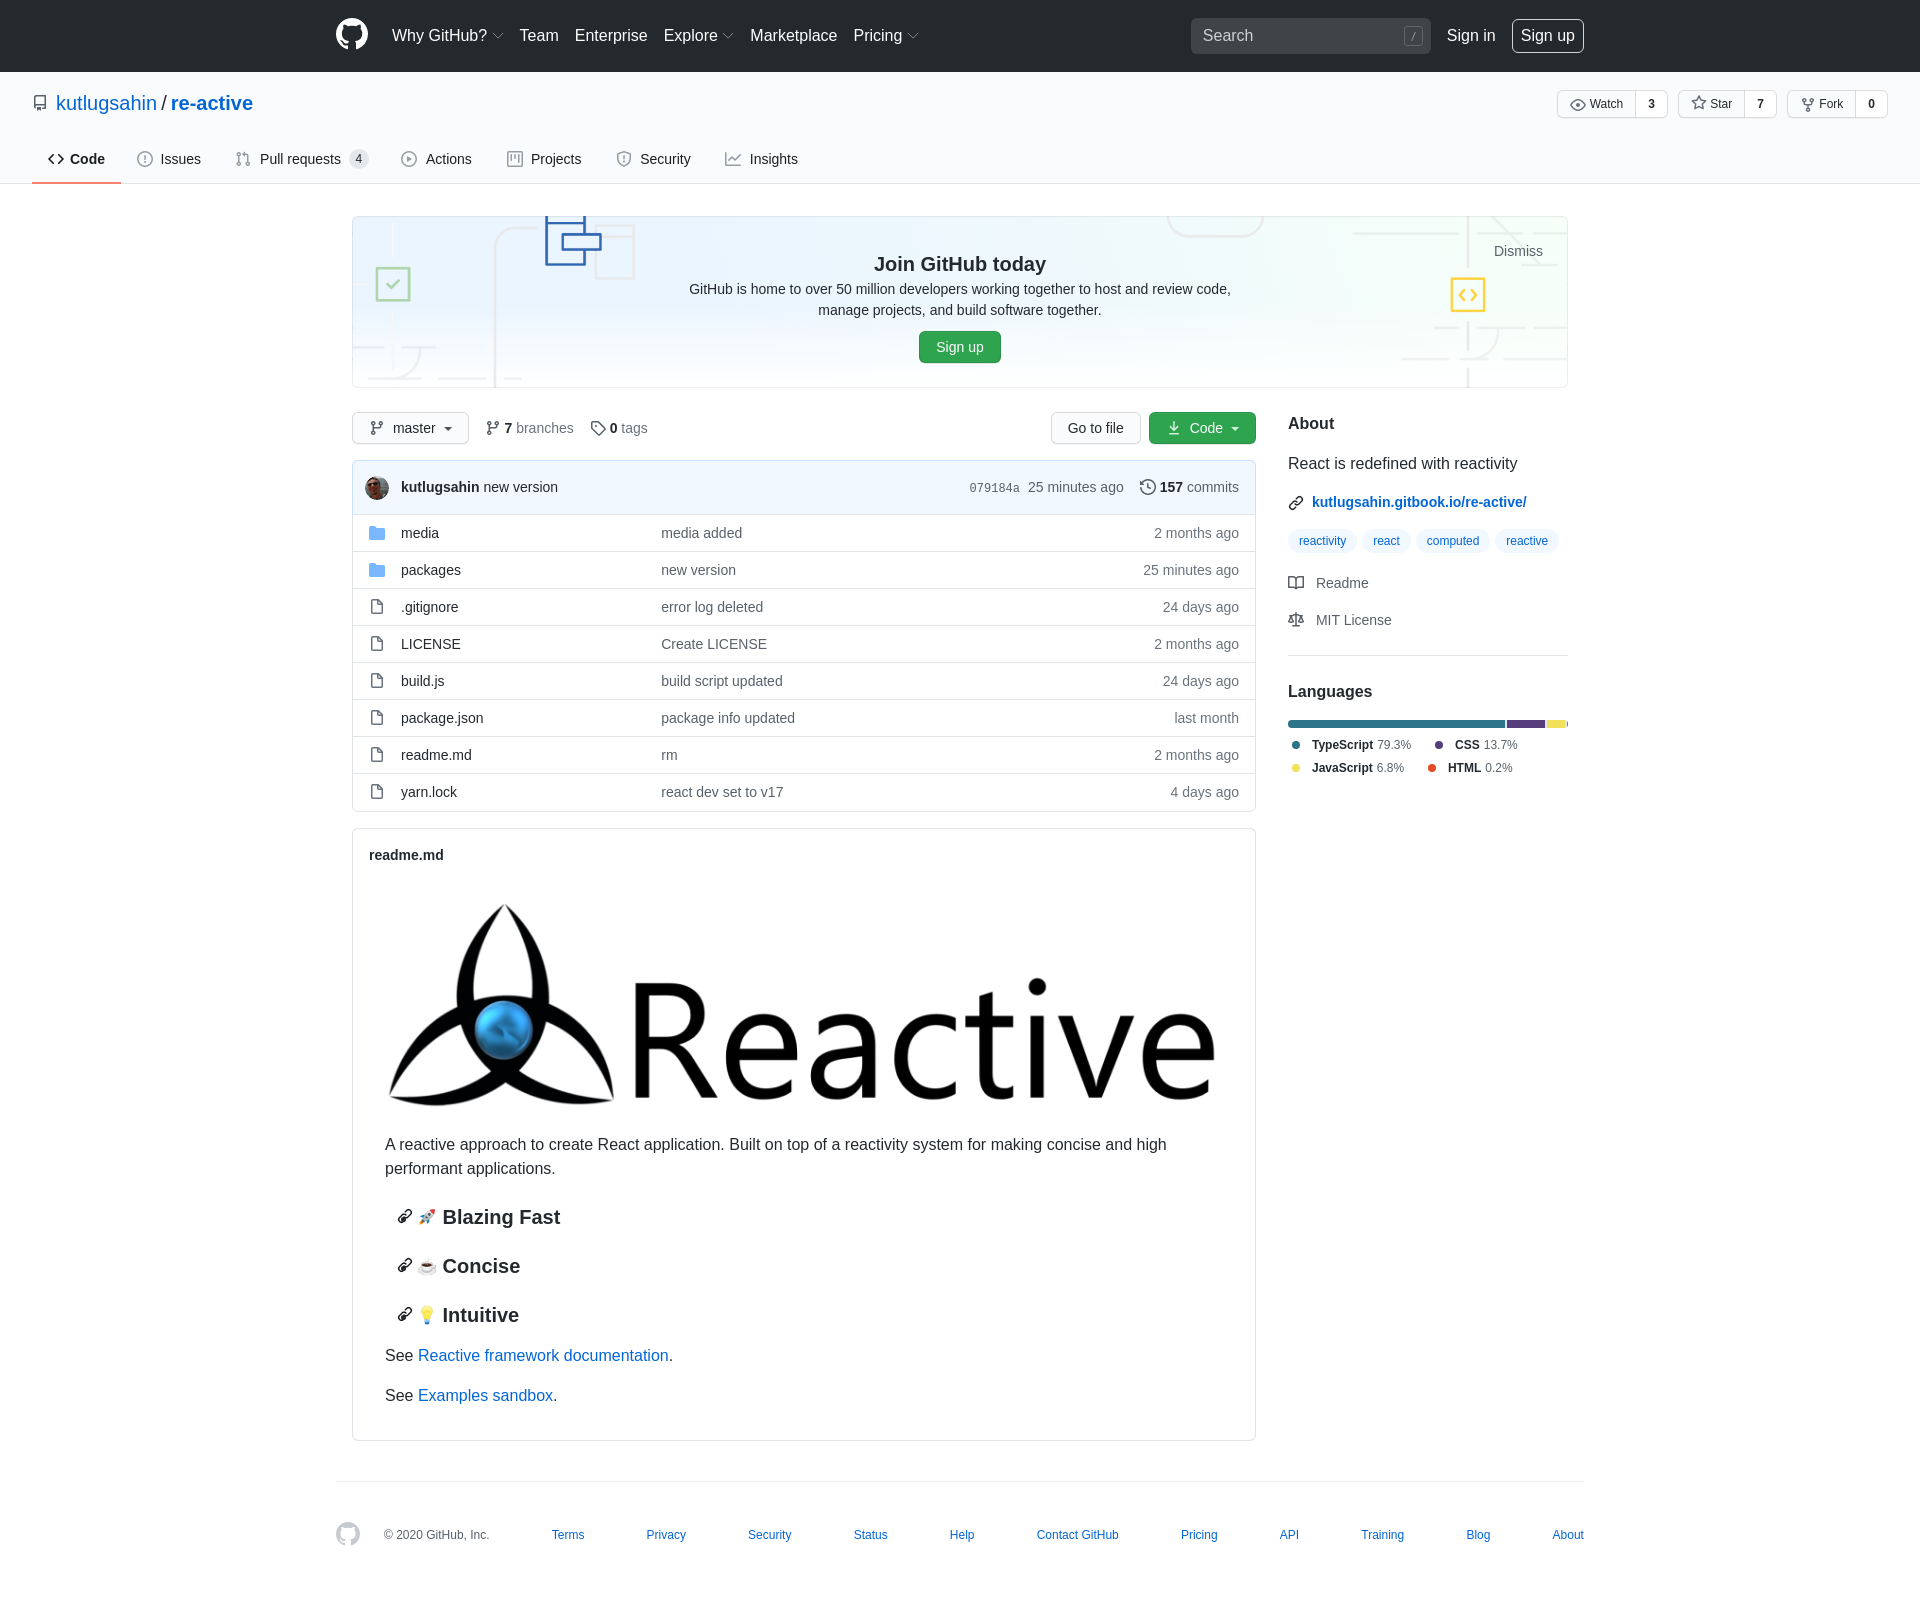 Why GitHub? Team Enterprise Explore Marketplace Pricing Search / Sign in Sign up
kutlugsahin / re-active Watch 3 Star 7 Fork 0
Code Issues Pull requests 4 Actions Projects Security Insights
Dismiss
Join GitHub today
GitHub is home to over 50 million developers working together to host and review code,
manage projects, and build software together.
Sign up
master 7 branches 0 tags Go to file Code
kutlugsahin new version 079184a 25 minutes ago 157 commits
media media added 2 months ago
packages new version 25 minutes ago
.gitignore error log deleted 24 days ago
LICENSE Create LICENSE 2 months ago
build.js build script updated 24 days ago
package.json package info updated last month
readme.md rm 2 months ago
yarn.lock react dev set to v17 4 days ago
readme.md
Reactive
A reactive approach to create React application. Built on top of a reactivity system for making concise and high
performant applications.
🚀 Blazing Fast
☕ Concise
💡 Intuitive
See Reactive framework documentation.
See Examples sandbox.
About
React is redefined with reactivity
kutlugsahin.gitbook.io/re-active/
reactivity react computed reactive
Readme
MIT License
Languages
TypeScript 79.3% CSS 13.7%
JavaScript 6.8% HTML 0.2%
© 2020 GitHub, Inc. Terms Privacy Security Status Help Contact GitHub Pricing API Training Blog About